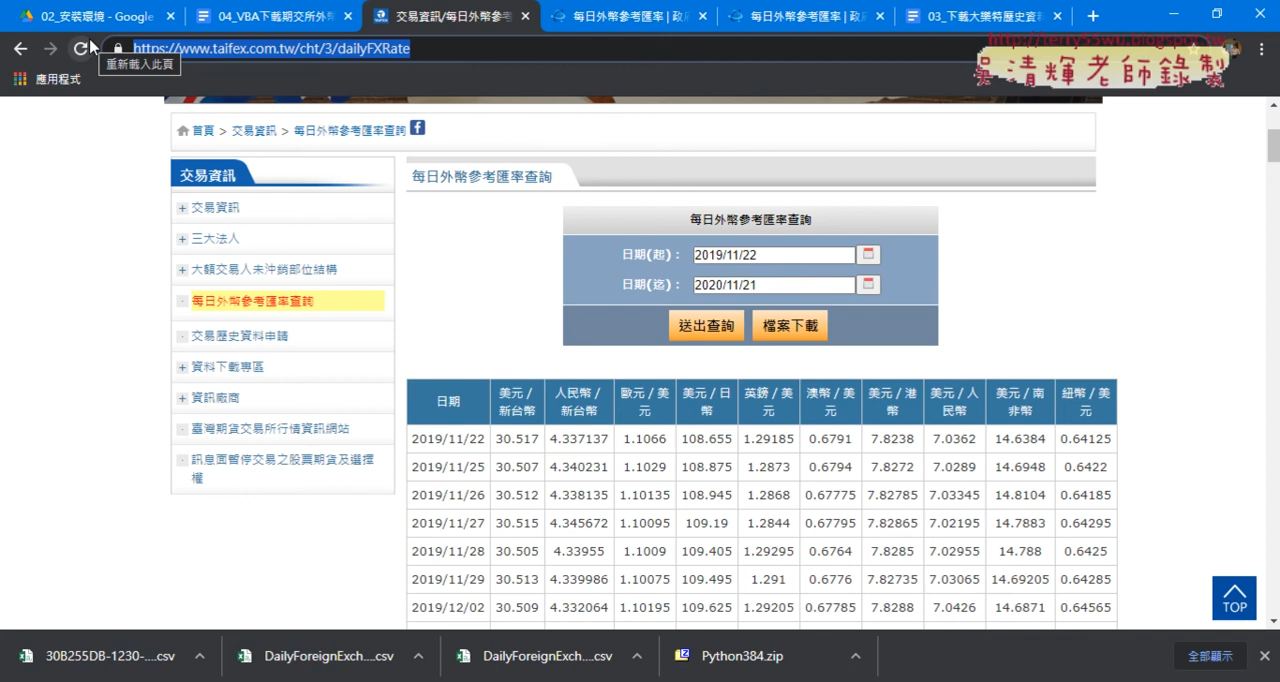 02_安裝環境 - Google
04_VBA下載期交所外
交易資訊/每日外幣參考
每日外幣參考匯率 | 政府
每日外幣參考匯率 | 政府
03_下載大樂特歷史資
https://www.taifex.com.tw/cht/3/dailyFXRate
http://terry55wu.blogspot.tw
吳清輝老師錄製
重新載入此頁
應用程式
首頁 > 交易資訊 > 每日外幣參考匯率查詢
交易資訊
交易資訊
三大法人
大額交易人未沖銷部位結構
每日外幣參考匯率查詢
交易歷史資料申請
資料下載專區
資訊廠商
臺灣期貨交易所行情資訊網站
訊息面暫停交易之股票期貨及選擇
權
每日外幣參考匯率查詢
每日外幣參考匯率查詢
日期(起)： 2019/11/22
日期(迄)： 2020/11/21
送出查詢 檔案下載
日期 美元/新台幣 人民幣/新台幣 歐元/美元 美元/日幣 英鎊/美元 澳幣/美元 美元/港幣 美元/人民幣 美元/南非幣 紐幣/美元
2019/11/22 30.517 4.337137 1.1066 108.655 1.29185 0.6791 7.8238 7.0362 14.6384 0.64125
2019/11/25 30.507 4.340231 1.1029 108.875 1.2873 0.6794 7.8272 7.0289 14.6948 0.6422
2019/11/26 30.512 4.338135 1.10135 108.945 1.2868 0.67775 7.82785 7.03345 14.8104 0.64185
2019/11/27 30.515 4.345672 1.10095 109.19 1.2844 0.67795 7.82865 7.02195 14.7883 0.64295
2019/11/28 30.505 4.33955 1.1009 109.405 1.29295 0.6764 7.8285 7.02955 14.788 0.6425
2019/11/29 30.513 4.339986 1.10075 109.495 1.291 0.6776 7.82735 7.03065 14.69205 0.64285
2019/12/02 30.509 4.332064 1.10195 109.625 1.29205 0.67785 7.8288 7.0426 14.6871 0.64565
TOP
30B255DB-1230-....csv
DailyForeignExch....csv
DailyForeignExch....csv
Python384.zip
全部顯示